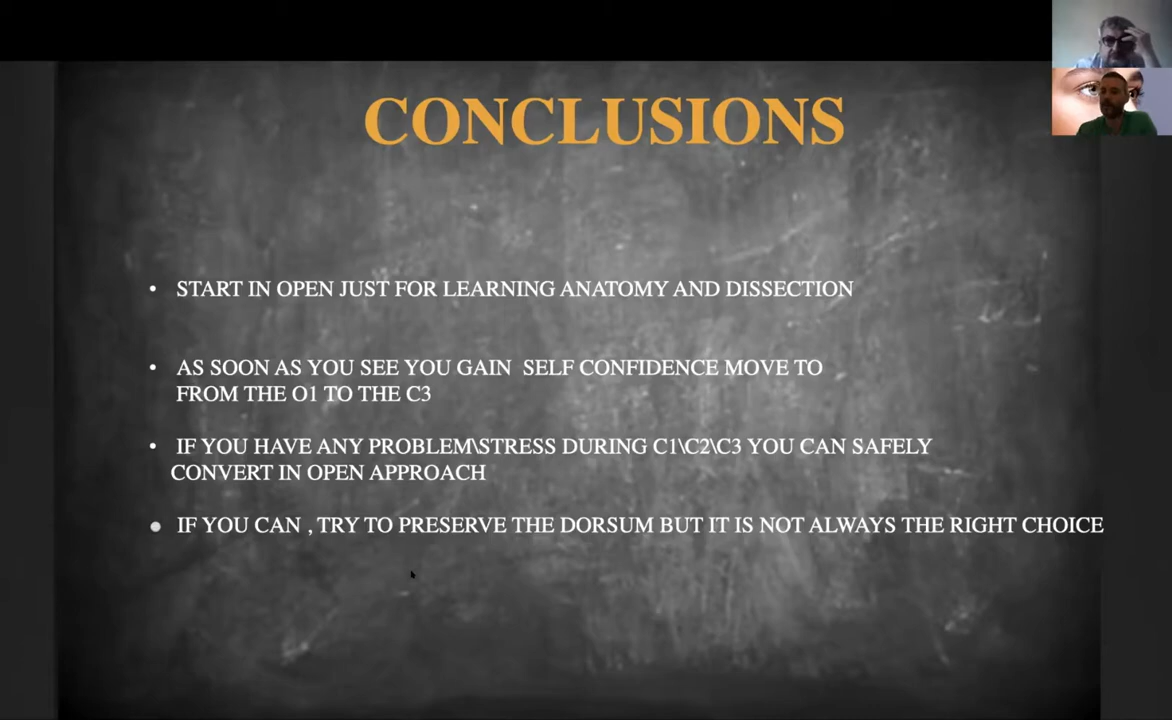 CONCLUSIONS
• START IN OPEN JUST FOR LEARNING ANATOMY AND DISSECTION
• AS SOON AS YOU SEE YOU GAIN  SELF CONFIDENCE MOVE TO
FROM THE O1 TO THE C3
• IF YOU HAVE ANY PROBLEM\STRESS DURING C1\C2\C3 YOU CAN SAFELY
CONVERT IN OPEN APPROACH
• IF YOU CAN , TRY TO PRESERVE THE DORSUM BUT IT IS NOT ALWAYS THE RIGHT CHOICE